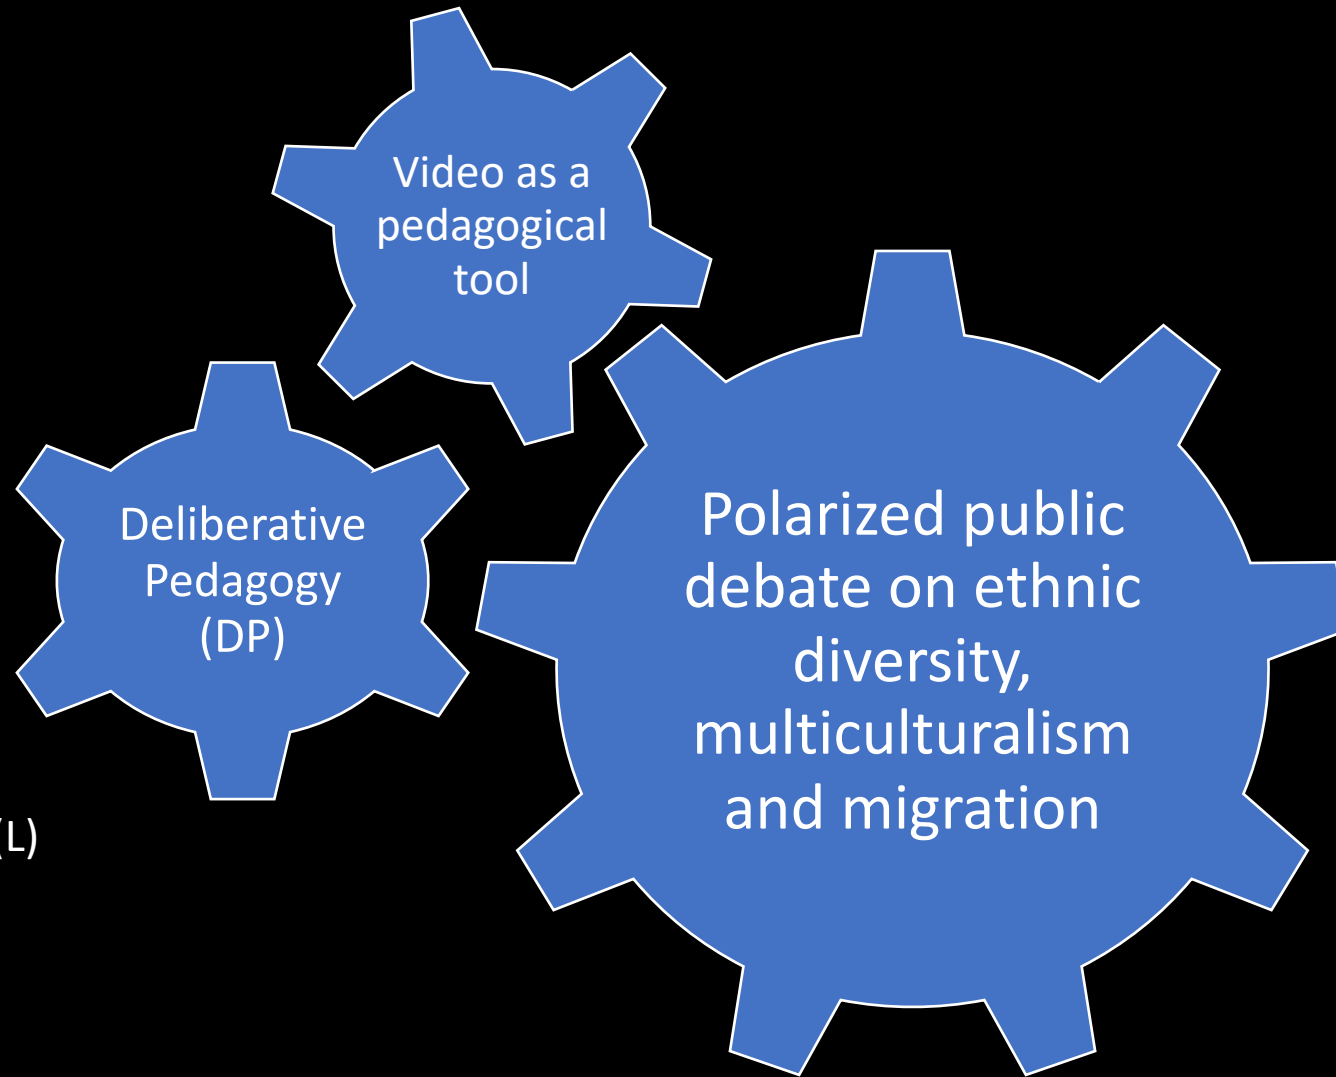 Video as a
pedagogical
tool
Deliberative
Pedagogy
(DP)
Polarized public
debate on ethnic
diversity,
multiculturalism
and migration
(L)